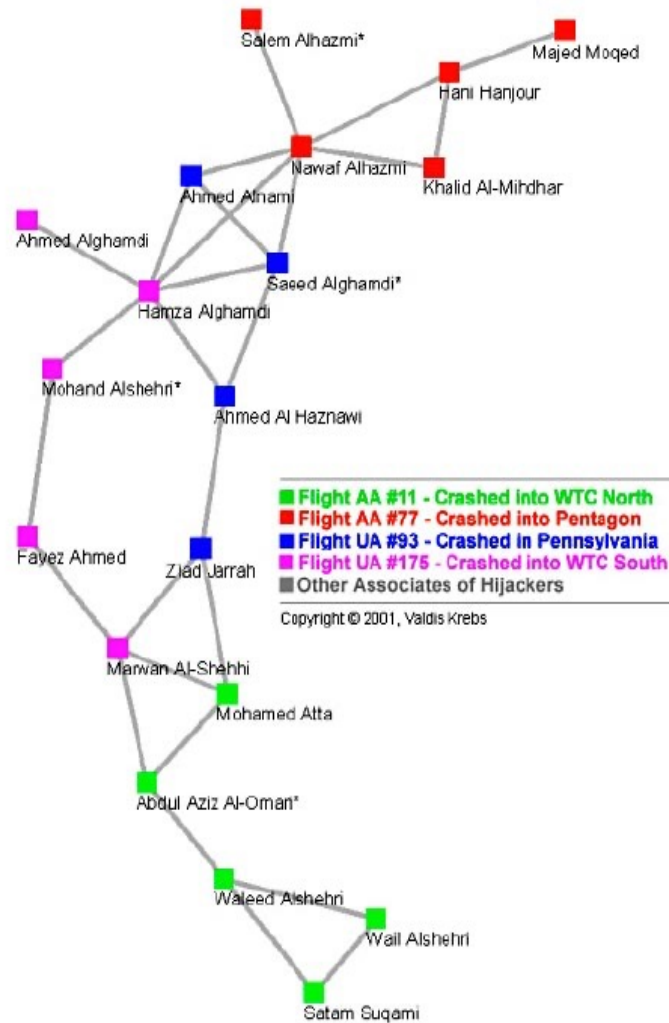 Salem Alhazmi*
Majed Moqed
Hani Hanjour
Nawaf Alhazmi
Khalid Al-Mihdhar
Ahmed Alnami
Ahmed Alghamdi
Saeed Alghamdi*
Hamza Alghamdi
Mohand Alshehri*
Ahmed Al Haznawi
Flight AA #11 - Crashed into WTC North
Flight AA #77 - Crashed into Pentagon
Flight UA #93 - Crashed in Pennsylvania
Flight UA #175 - Crashed into WTC South
Other Associates of Hijackers
Copyright © 2001, Valdis Krebs
Fayez Ahmed
Ziad Jarrah
Marwan Al-Shehhi
Mohamed Atta
Abdul Aziz Al-Omari*
Waleed Alshehri
Wail Alshehri
Satam Suqami